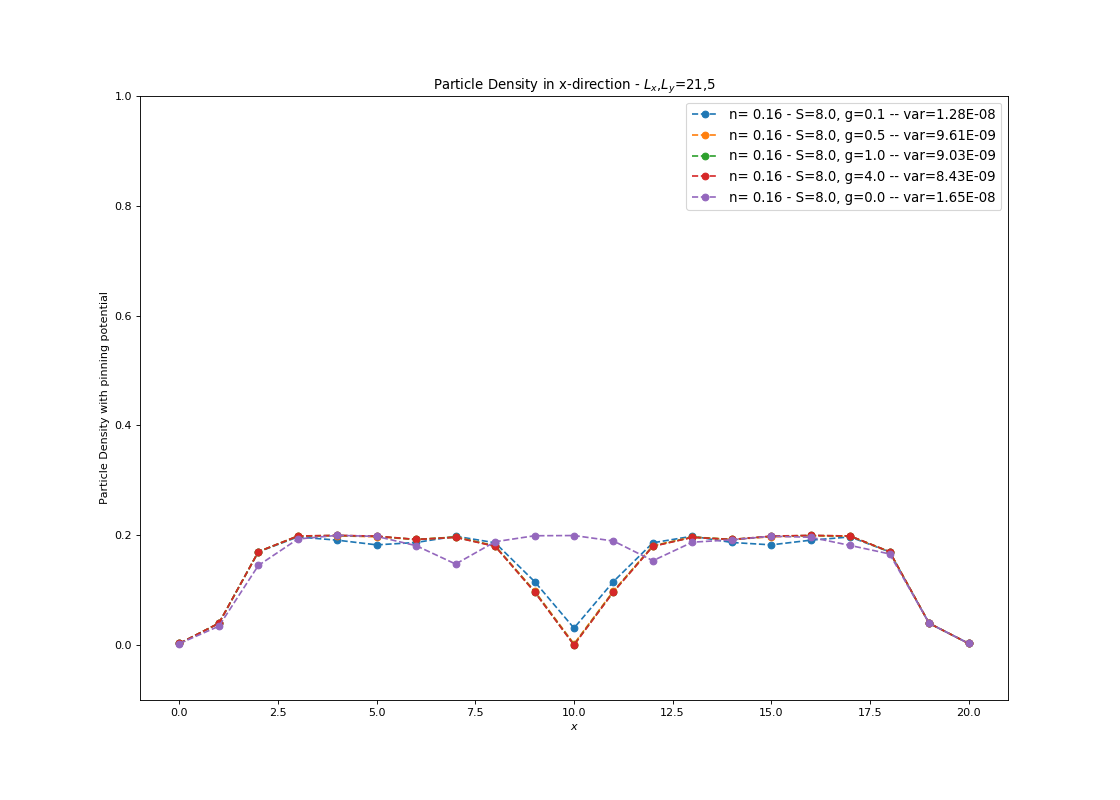 Particle Density in x-direction - Lx,Ly=21,5
1.0
0.8
0.6
0.4
0.2
0.0
Particle Density with pinning potential
n= 0.16 - S=8.0, g=0.1 -- var=1.28E-08
n= 0.16 - S=8.0, g=0.5 -- var=9.61E-09
n= 0.16 - S=8.0, g=1.0 -- var=9.03E-09
n= 0.16 - S=8.0, g=4.0 -- var=8.43E-09
n= 0.16 - S=8.0, g=0.0 -- var=1.65E-08
0.0 2.5 5.0 7.5 10.0 12.5 15.0 17.5 20.0
x